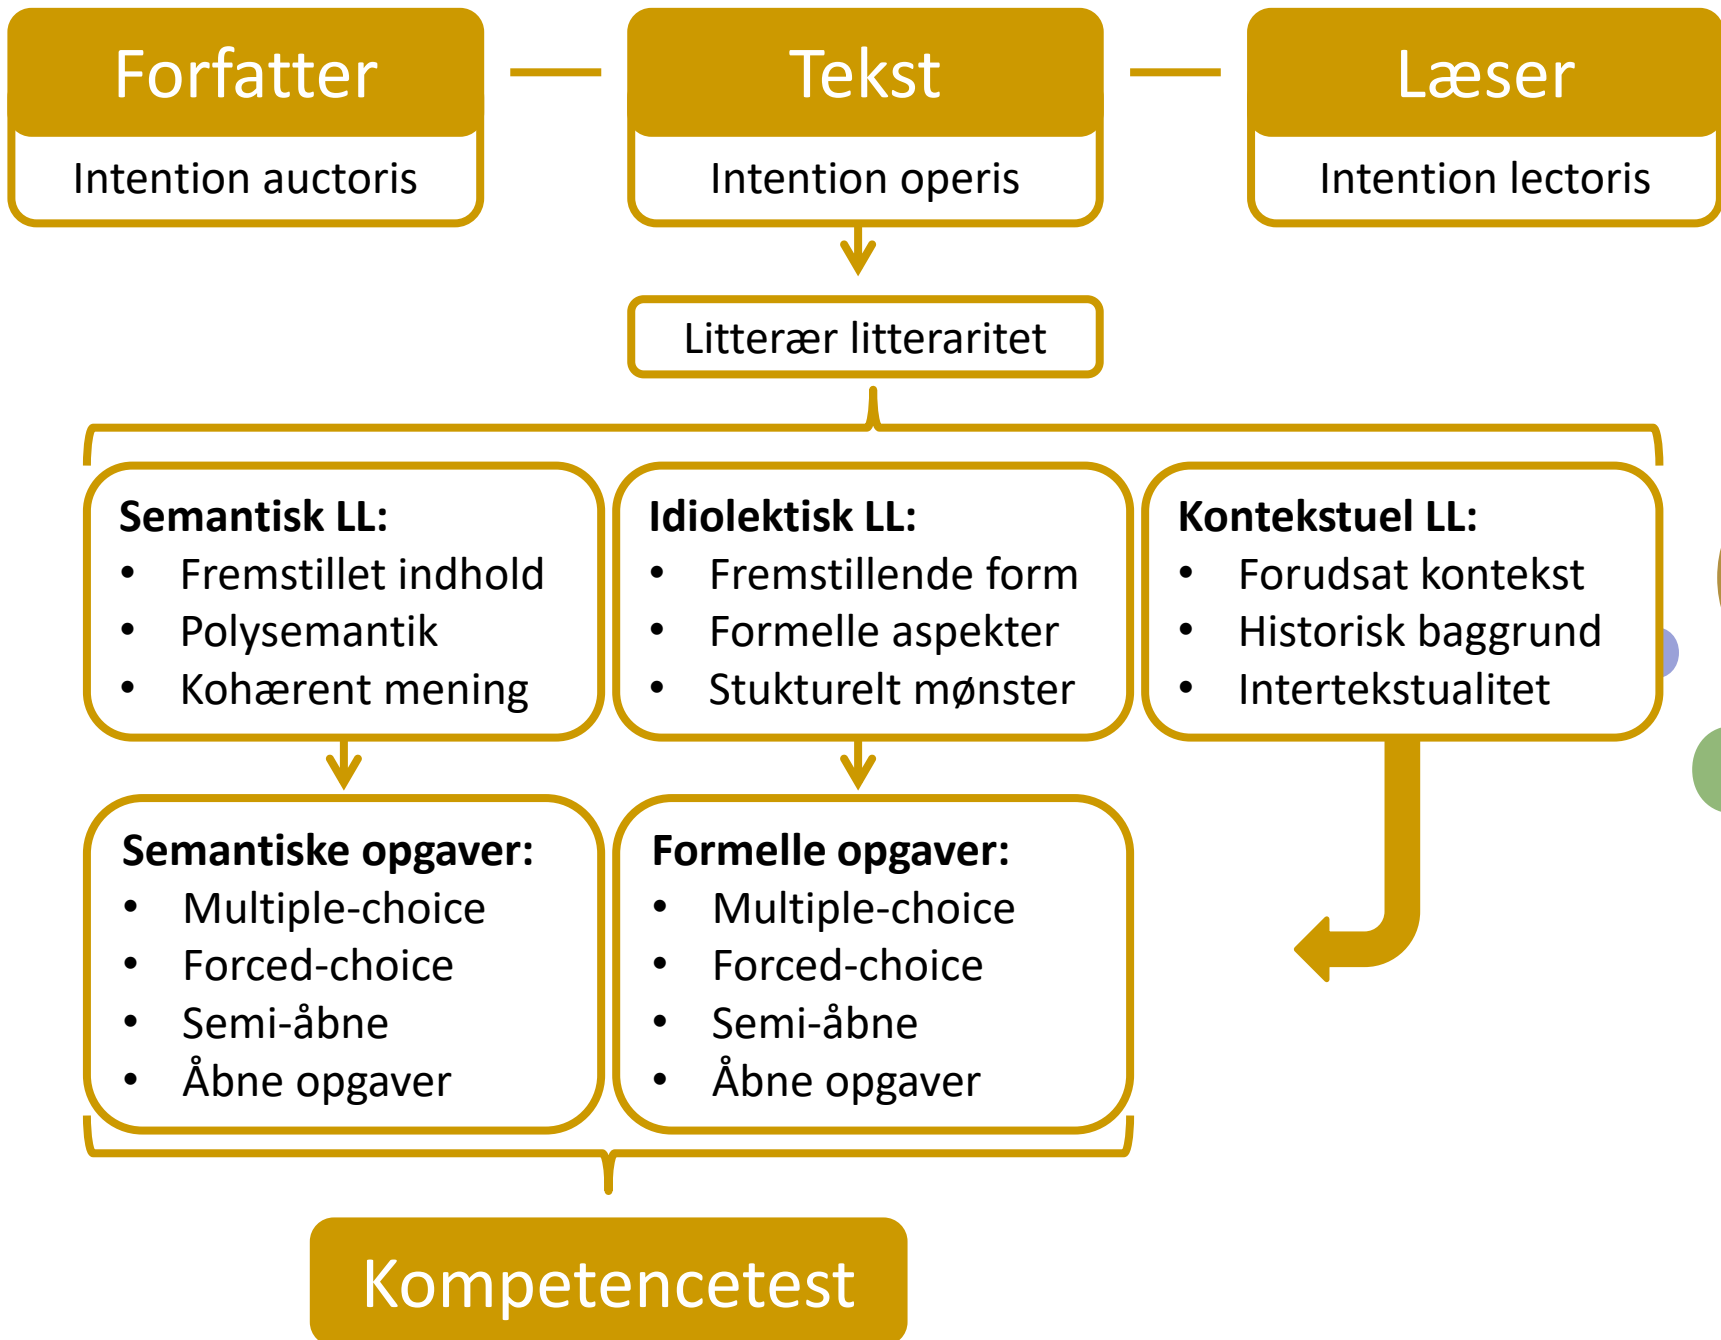 Forfatter
Intention auctoris
Tekst
Intention operis
Læser
Intention lectoris
Litterær litteraritet
Semantisk LL:
• Fremstillet indhold
• Polysemantik
• Kohærent mening
Idiolektisk LL:
• Fremstillende form
• Formelle aspekter
• Stukturelt mønster
Kontekstuel LL:
• Forudsat kontekst
• Historisk baggrund
• Intertekstualitet
Semantiske opgaver:
• Multiple-choice
• Forced-choice
• Semi-åbne
• Åbne opgaver
Formelle opgaver:
• Multiple-choice
• Forced-choice
• Semi-åbne
• Åbne opgaver
Kompetencetest